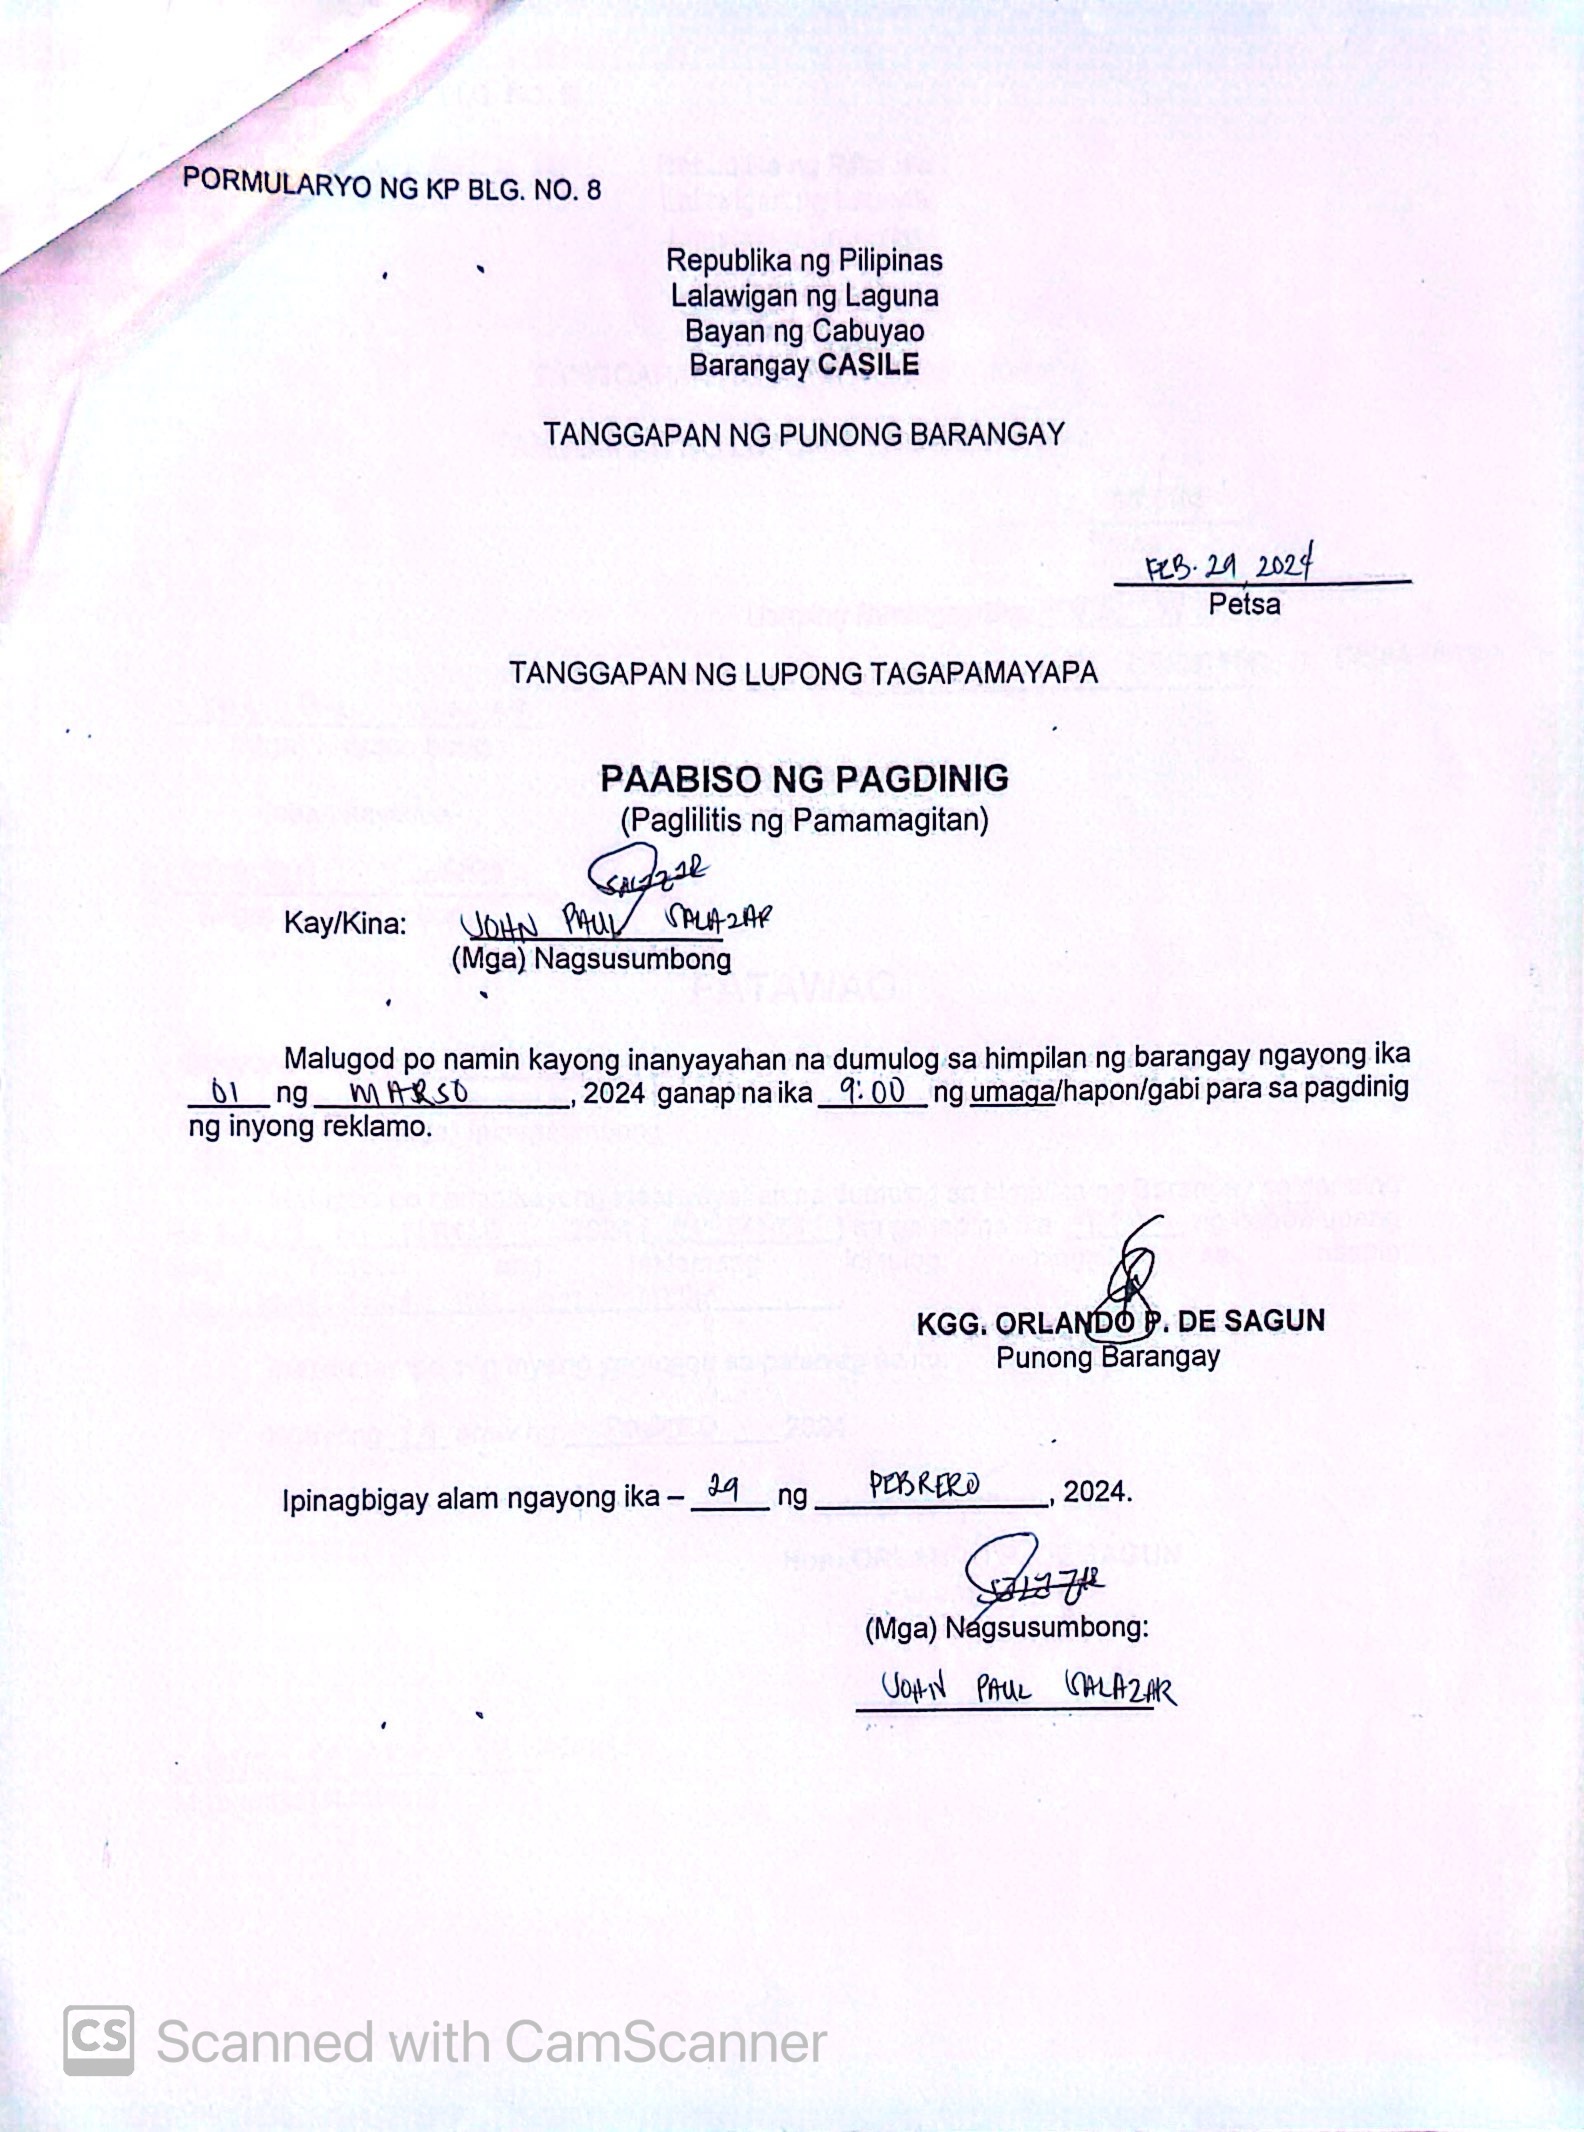 PORMULARYO NG KP BLG. NO. 8
Republika ng Pilipinas
Lalawigan ng Laguna
Bayan ng Cabuyao
Barangay CASILE
TANGGAPAN NG PUNONG BARANGAY
FEB. 29, 2024
Petsa
TANGGAPAN NG LUPONG TAGAPAMAYAPA
PAABISO NG PAGDINIG
(Paglilitis ng Pamamagitan)
SALAZAR
Kay/Kina: JOHN PAUL SALAZAR
(Mga) Nagsusumbong
Malugod po namin kayong inanyayahan na dumulog sa himpilan ng barangay ngayong ika
01 ng MARSO, 2024 ganap na ika 9:00 ng umaga/hapon/gabi para sa pagdinig
ng inyong reklamo.
KGG. ORLANDO P. DE SAGUN
Punong Barangay
Ipinagbigay alam ngayong ika – 29 ng PEBRERO, 2024.
SALAZAR
(Mga) Nagsusumbong:
JOHN PAUL SALAZAR
CS Scanned with CamScanner